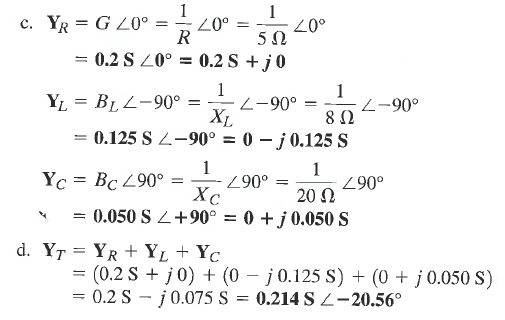 c. Y_R = G ∠0° = 1/R ∠0° = 1/(5 Ω) ∠0°
= 0.2 S ∠0° = 0.2 S + j 0
Y_L = B_L ∠−90° = 1/X_L ∠−90° = 1/(8 Ω) ∠−90°
= 0.125 S ∠−90° = 0 − j 0.125 S
Y_C = B_C ∠90° = 1/X_C ∠90° = 1/(20 Ω) ∠90°
= 0.050 S ∠+90° = 0 + j 0.050 S
d. Y_T = Y_R + Y_L + Y_C
= (0.2 S + j 0) + (0 − j 0.125 S) + (0 + j 0.050 S)
= 0.2 S − j 0.075 S = 0.214 S ∠−20.56°